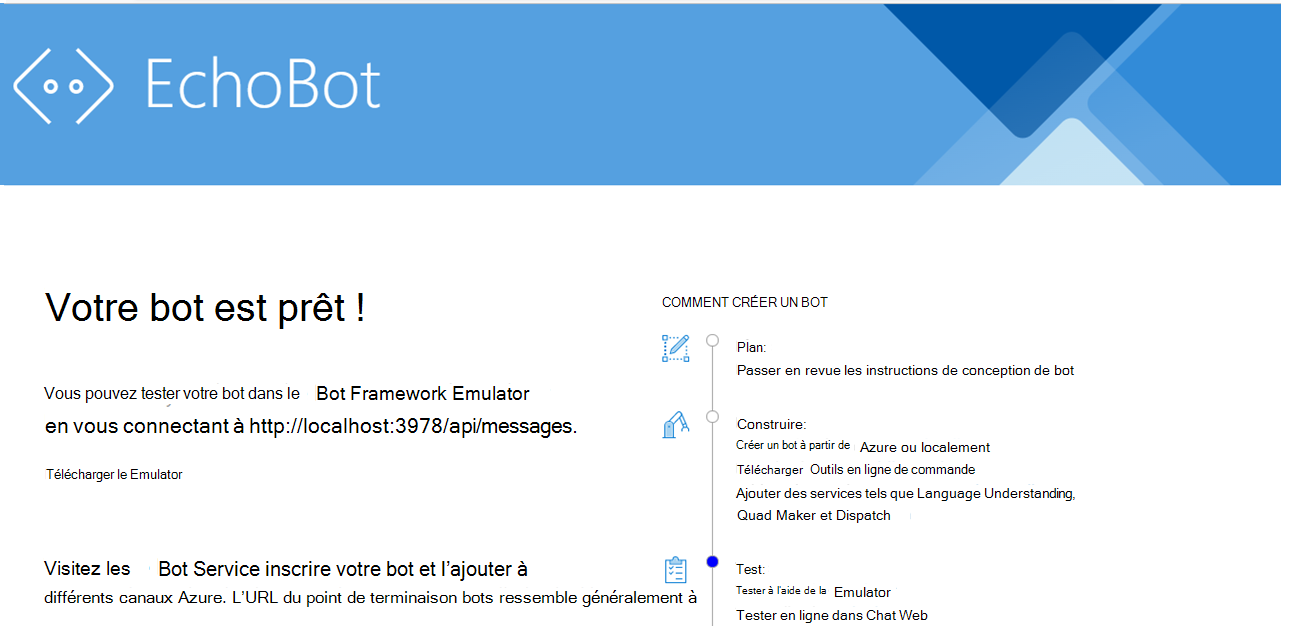 EchoBot
Votre bot est prêt !
Vous pouvez tester votre bot dans le Bot Framework Emulator
en vous connectant à http://localhost:3978/api/messages.
Télécharger le Emulator
Visitez les Bot Service inscrire votre bot et l'ajouter à
différents canaux Azure. L'URL du point de terminaison bots ressemble généralement à
COMMENT CRÉER UN BOT
Plan:
Passer en revue les instructions de conception de bot
Construire:
Créer un bot à partir de Azure ou localement
Télécharger Outils en ligne de commande
Ajouter des services tels que Language Understanding,
Quad Maker et Dispatch
Test:
Tester à l'aide de la Emulator
Tester en ligne dans Chat Web